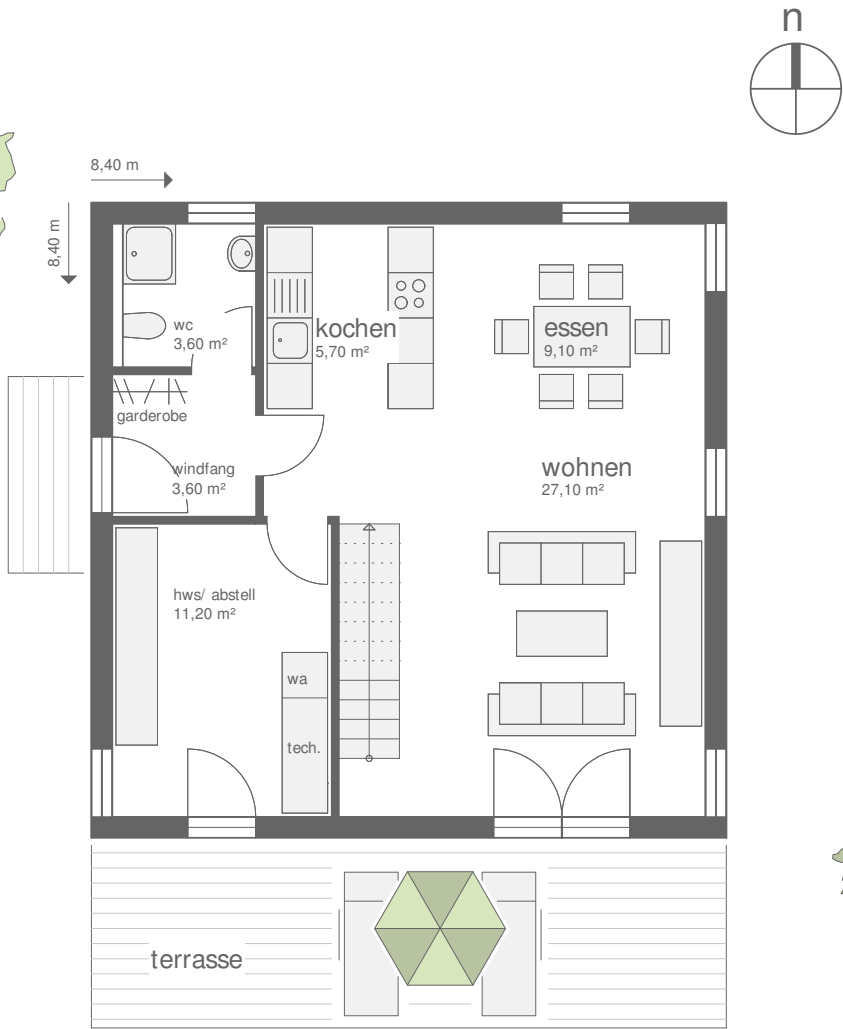 n
8,40 m
8,40 m
wc
3,60 m²
kochen
5,70 m²
essen
9,10 m²
garderobe
windfang
3,60 m²
wohnen
27,10 m²
hws/ abstell
11,20 m²
wa
tech.
terrasse